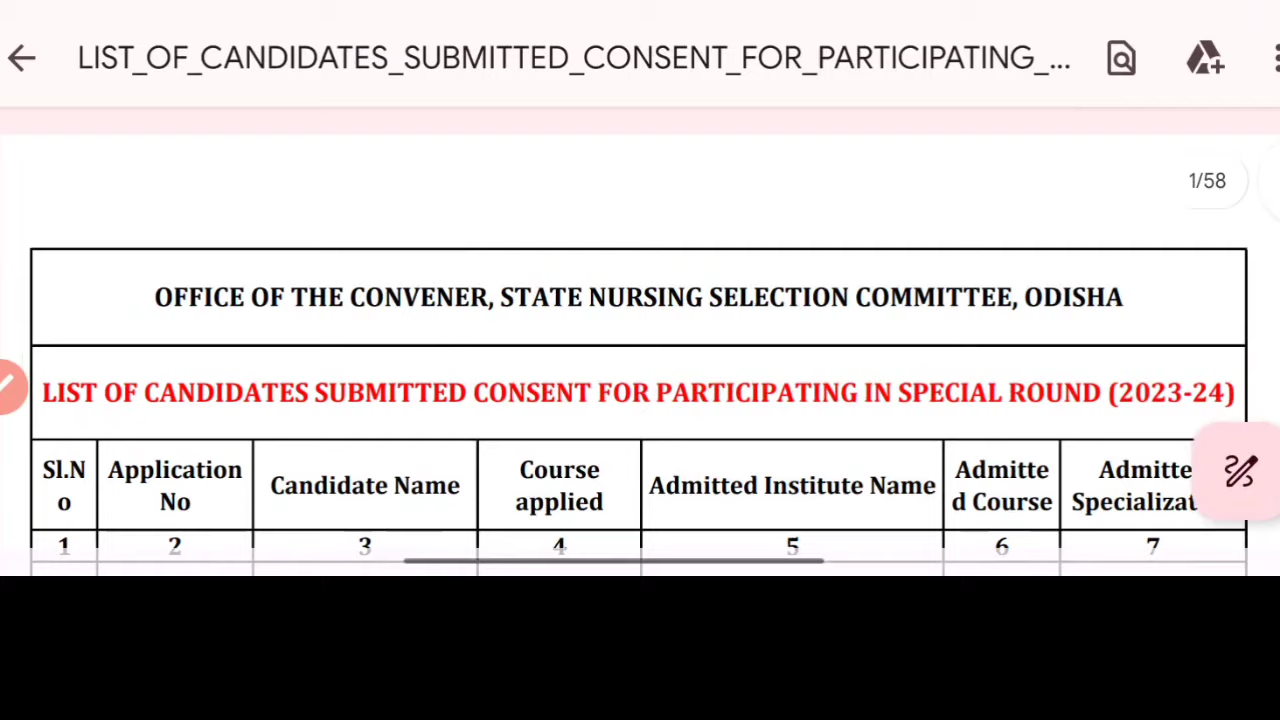 LIST_OF_CANDIDATES_SUBMITTED_CONSENT_FOR_PARTICIPATING_...
1/58
OFFICE OF THE CONVENER, STATE NURSING SELECTION COMMITTEE, ODISHA
LIST OF CANDIDATES SUBMITTED CONSENT FOR PARTICIPATING IN SPECIAL ROUND (2023-24)
Sl.N
o
Application
No
Candidate Name
Course
applied
Admitted Institute Name
Admitte
d Course
Admitte
Specializat
1 2 3 4 5 6 7